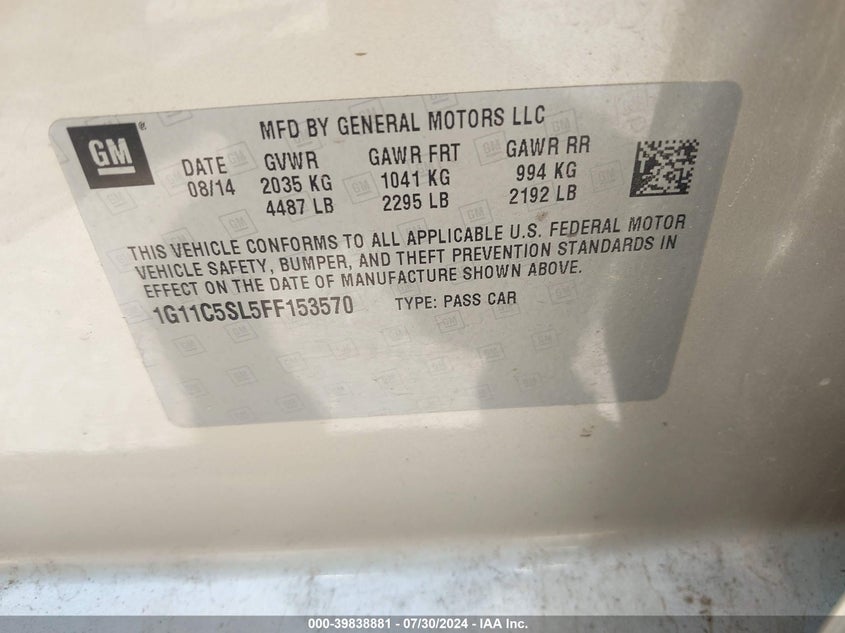 GM®
MFD BY GENERAL MOTORS LLC
DATE GVWR GAWR FRT GAWR RR
08/14 2035 KG 1041 KG 994 KG
4487 LB 2295 LB 2192 LB
THIS VEHICLE CONFORMS TO ALL APPLICABLE U.S. FEDERAL MOTOR
VEHICLE SAFETY, BUMPER, AND THEFT PREVENTION STANDARDS IN
EFFECT ON THE DATE OF MANUFACTURE SHOWN ABOVE.
1G11C5SL5FF153570 TYPE: PASS CAR
000-39838881 / 07/30/2024 - IAA Inc.